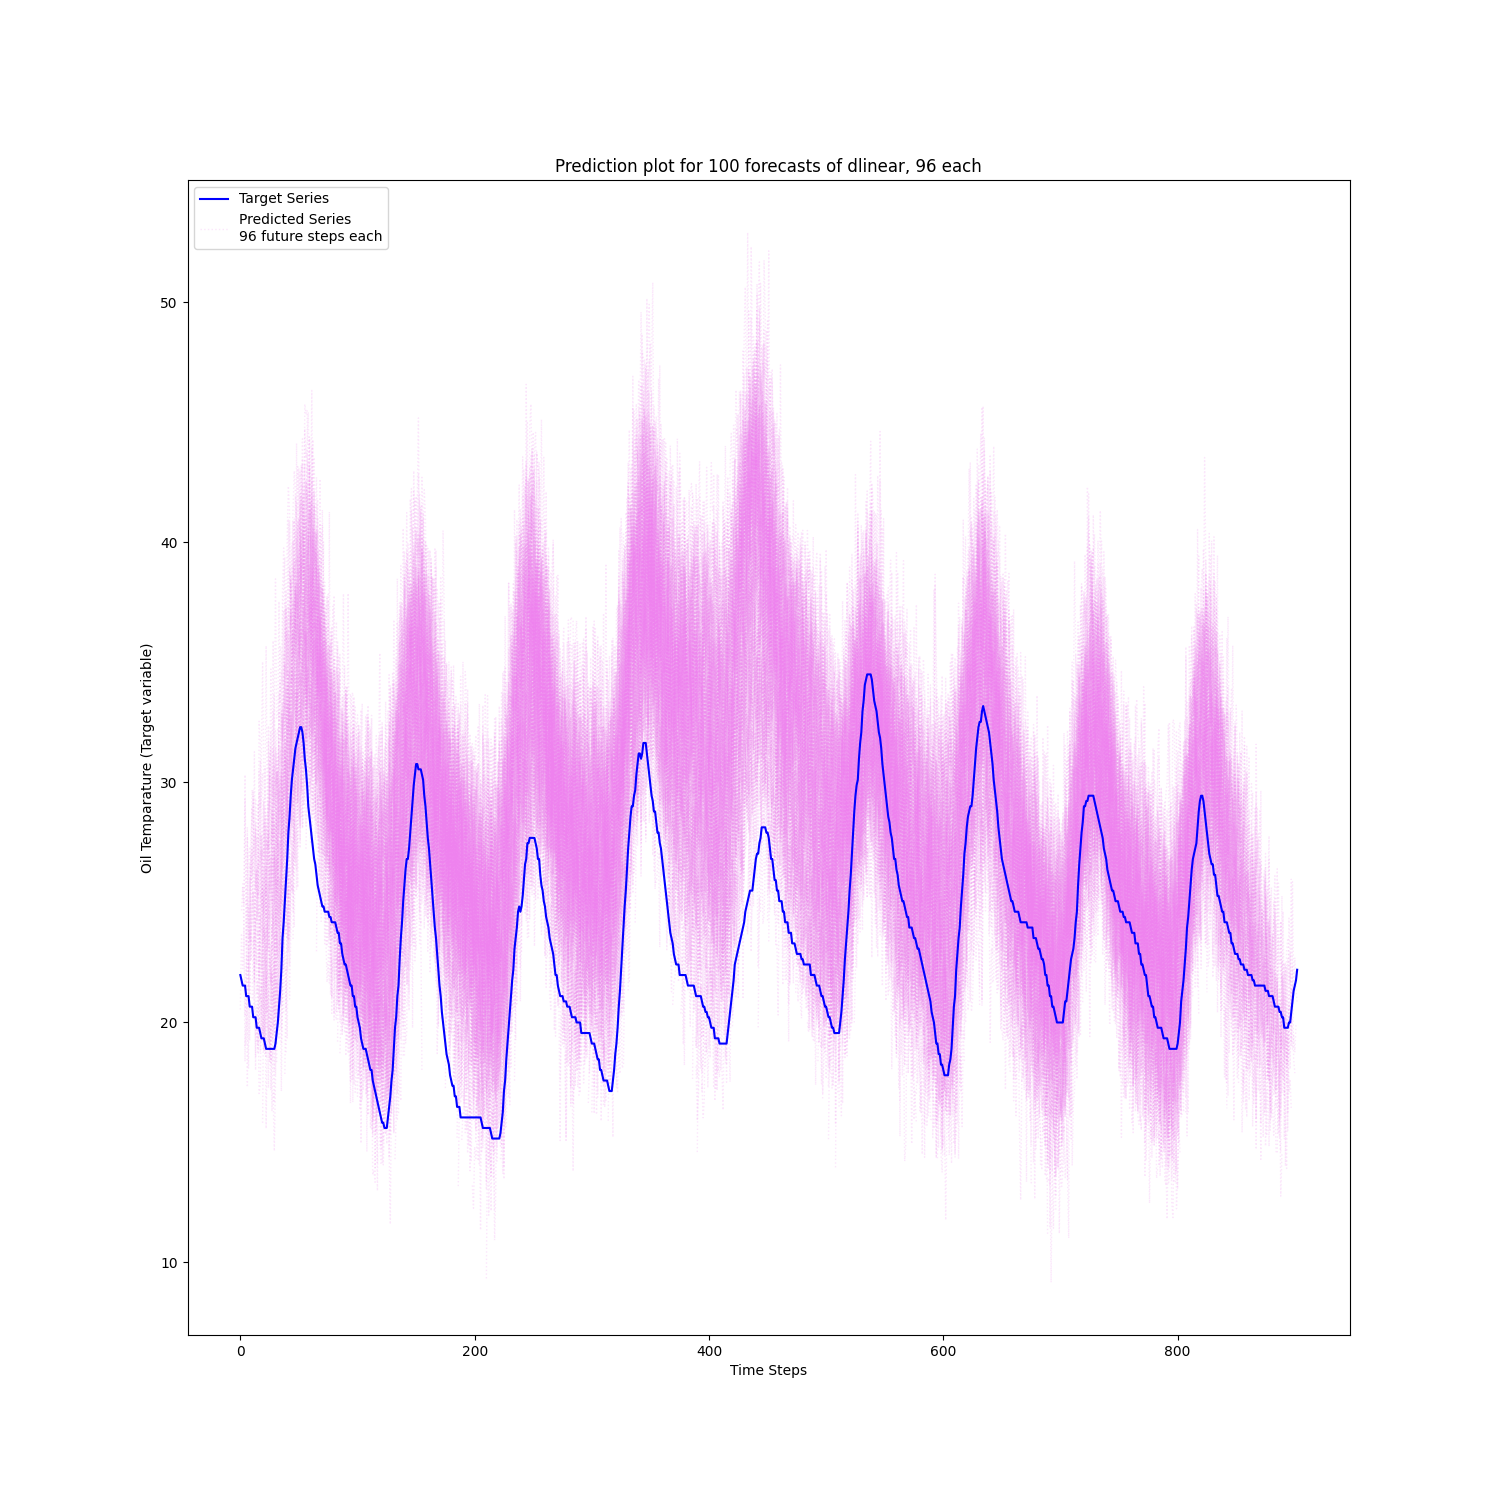 Prediction plot for 100 forecasts of dlinear, 96 each
Target Series
Predicted Series
96 future steps each
50
40
30
20
10
Oil Temparature (Target variable)
0 200 400 600 800
Time Steps